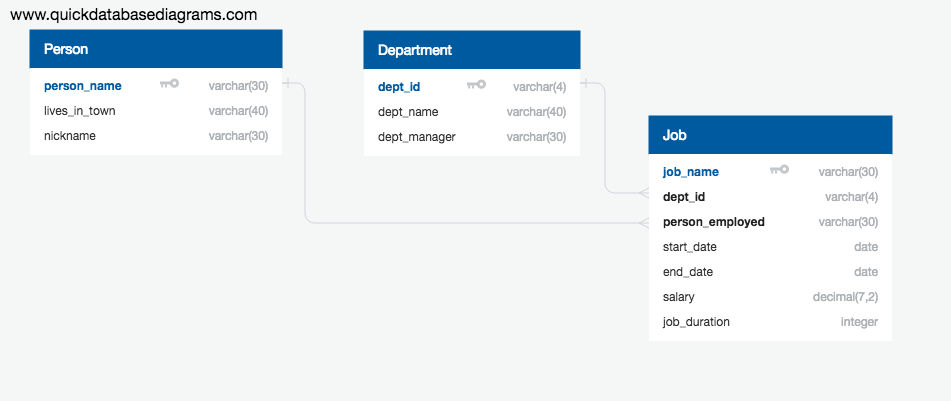 www.quickdatabasediagrams.com
Person
person_name varchar(30)
lives_in_town varchar(40)
nickname varchar(30)
Department
dept_id varchar(4)
dept_name varchar(40)
dept_manager varchar(30)
Job
job_name varchar(30)
dept_id varchar(4)
person_employed varchar(30)
start_date date
end_date date
salary decimal(7,2)
job_duration integer